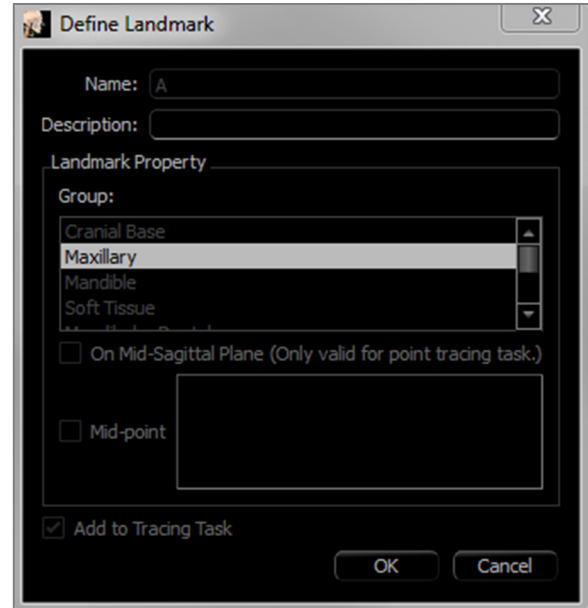 Define Landmark
Name: A
Description:
Landmark Property
Group:
Cranial Base
Maxillary
Mandible
Soft Tissue
On Mid-Sagittal Plane (Only valid for point tracing task.)
Mid-point
Add to Tracing Task
OK Cancel